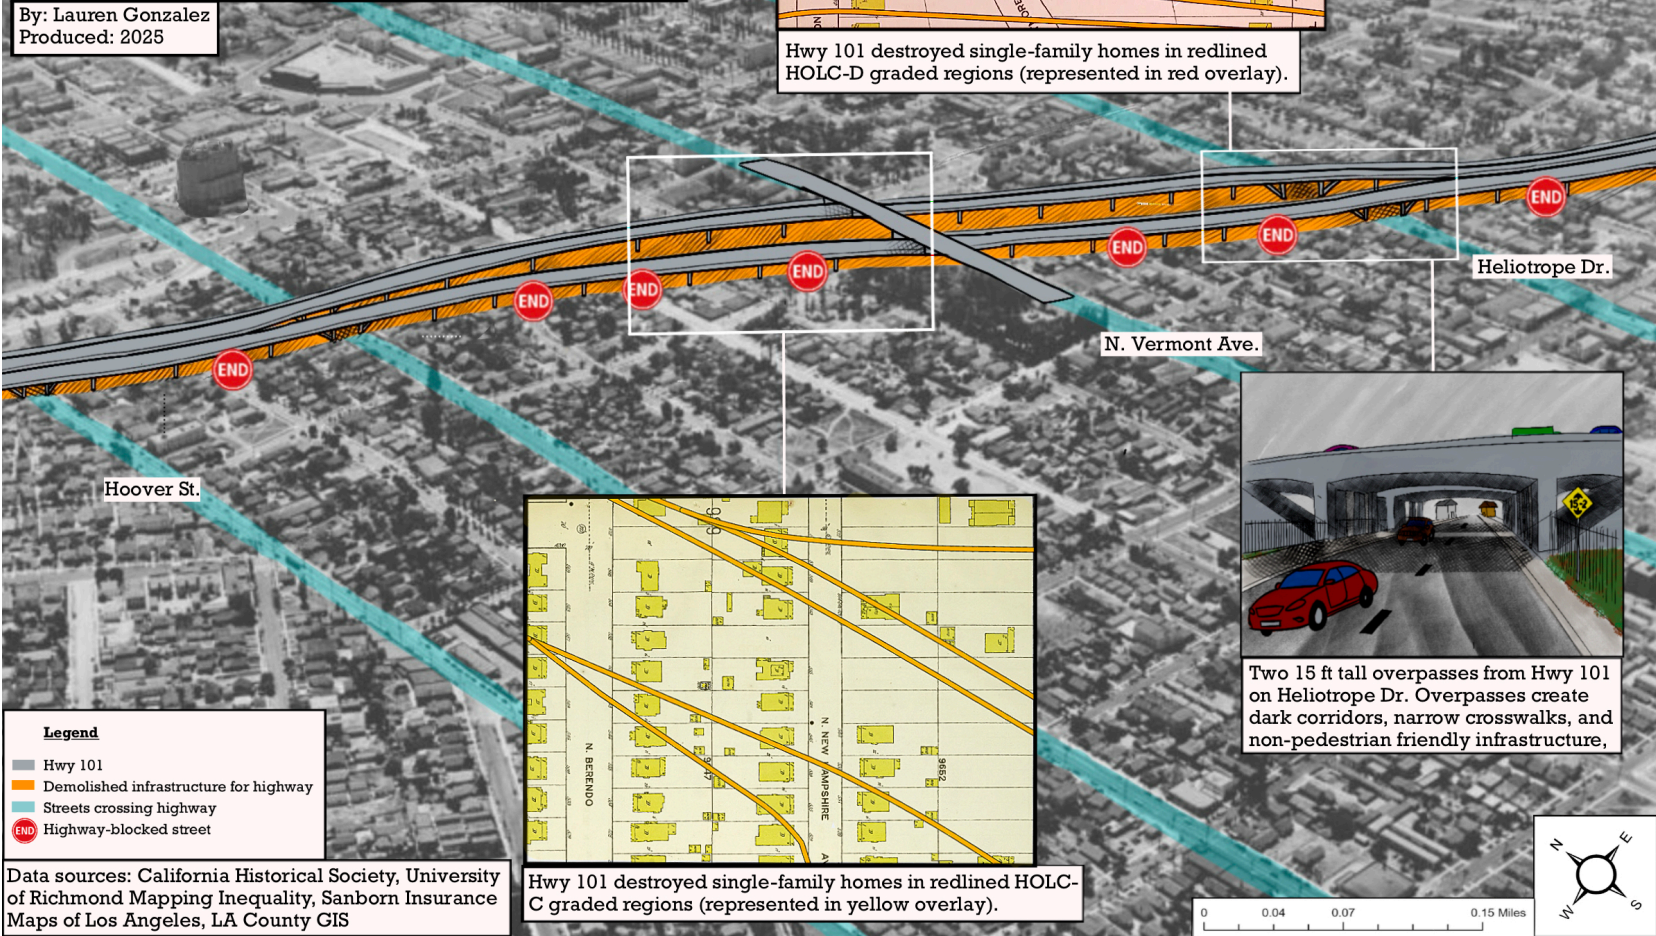 By: Lauren Gonzalez
Produced: 2025
Hwy 101 destroyed single-family homes in redlined
HOLC-D graded regions (represented in red overlay).
END
END
END
END
END
END
END
Heliotrope Dr.
N. Vermont Ave.
Hoover St.
N. BERENDO
N. NEW
AMPSHIRE
AV
9652
Two 15 ft tall overpasses from Hwy 101
on Heliotrope Dr. Overpasses create
dark corridors, narrow crosswalks, and
non-pedestrian friendly infrastructure,
Legend
Hwy 101
Demolished infrastructure for highway
Streets crossing highway
END Highway-blocked street
Data sources: California Historical Society, University
of Richmond Mapping Inequality, Sanborn Insurance
Maps of Los Angeles, LA County GIS
Hwy 101 destroyed single-family homes in redlined HOLC-
C graded regions (represented in yellow overlay).
0 0.04 0.07 0.15 Miles
N E
W S